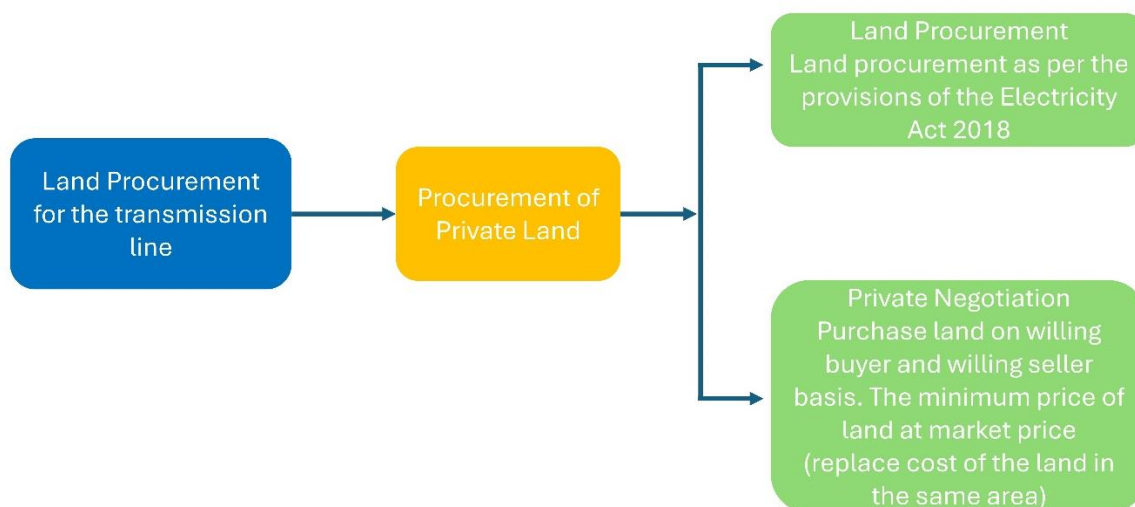 Land Procurement
for the transmission
line
Procurement of
Private Land
Land Procurement
Land procurement as per the
provisions of the Electricity
Act 2018
Private Negotiation
Purchase land on willing
buyer and willing seller
basis. The minimum price of
land at market price
(replace cost of the land in
the same area)